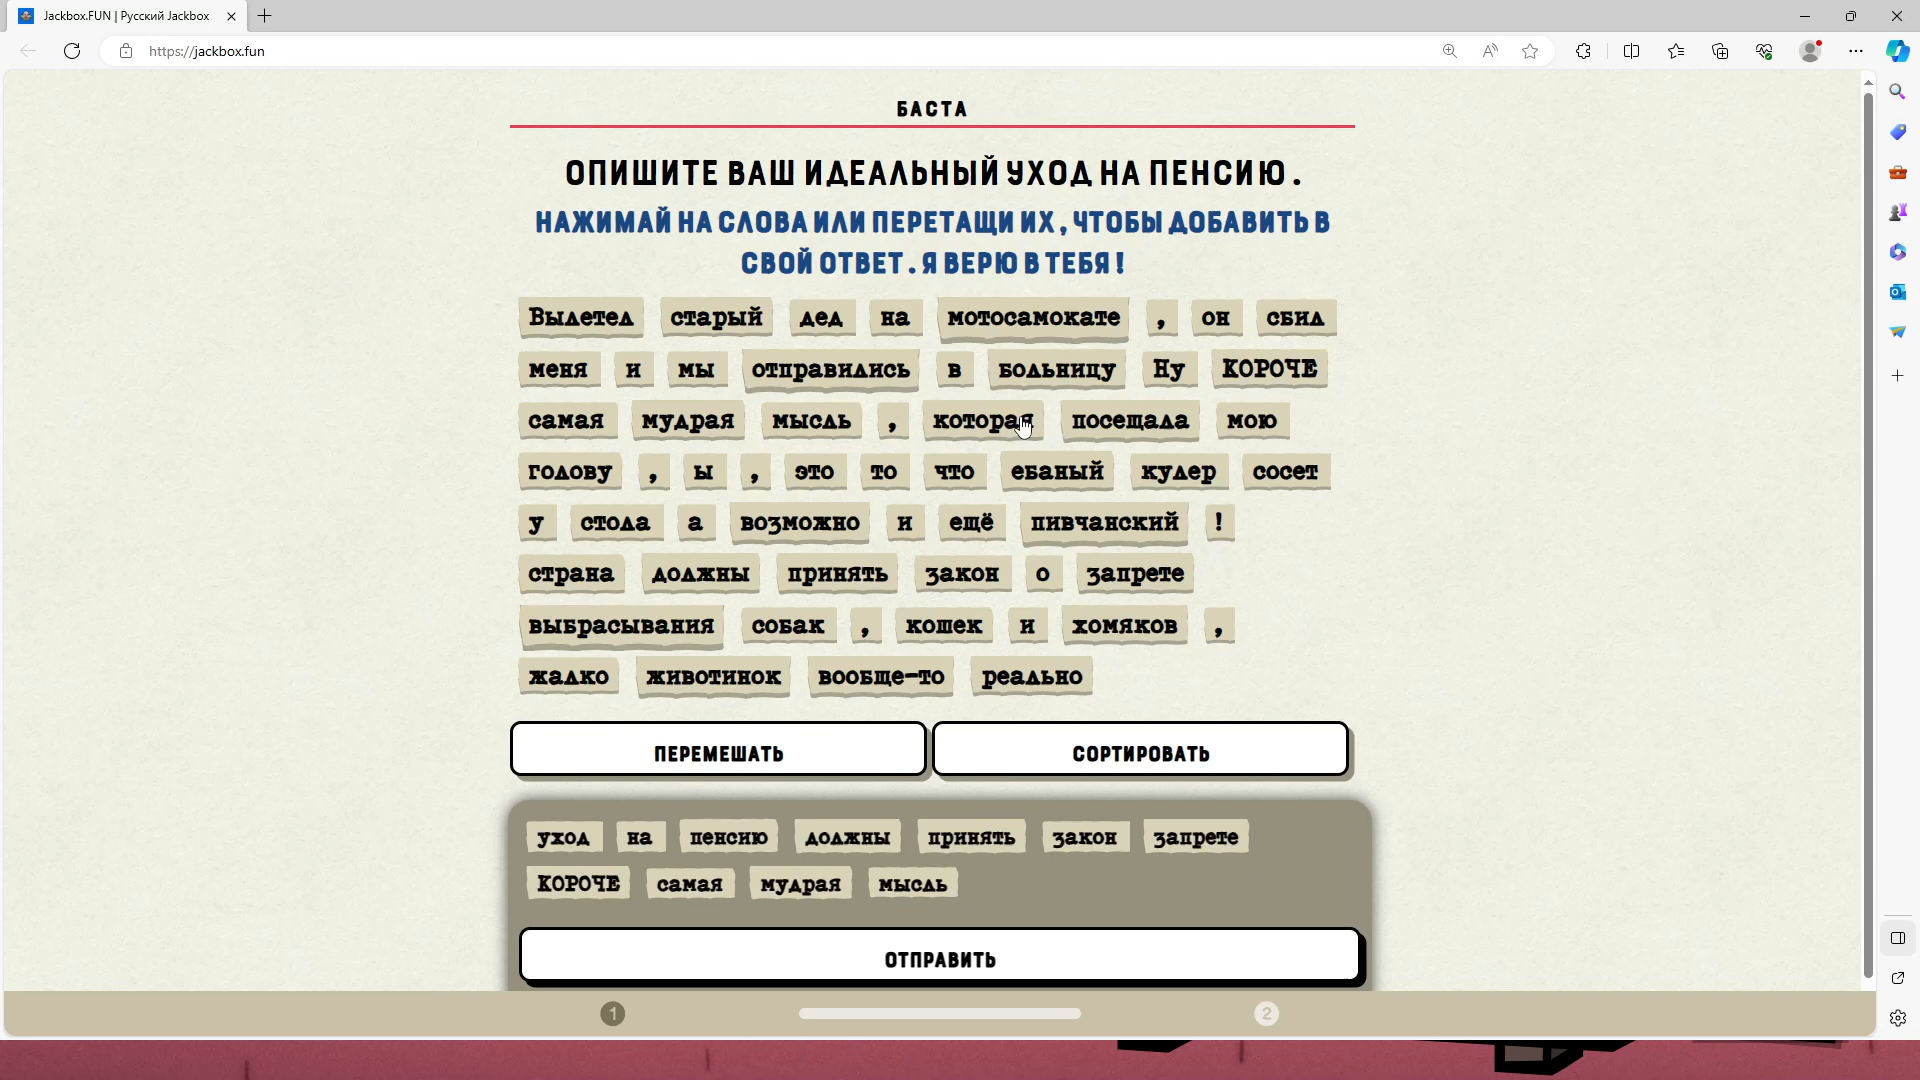 Jackbox.FUN | Русский Jackbox
https://jackbox.fun
БАСТА
ОПИШИТЕ ВАШ ИДЕАЛЬНЫЙ УХОД НА ПЕНСИЮ.
НАЖИМАЙ НА СЛОВА ИЛИ ПЕРЕТАЩИ ИХ, ЧТОБЫ ДОБАВИТЬ В
СВОЙ ОТВЕТ. Я ВЕРЮ В ТЕБЯ!
Вылетел старый дед на мотосамокате , он сбил
меня и мы отправились в больницу Ну КОРОЧЕ
самая мудрая мысль , которая посещала мою
голову , ы , это то что ебаный кулер сосет
у стола а возможно и ещё пивчанский !
страна должны принять закон о запрете
выбрасывания собак , кошек и хомяков ,
жалко животинок вообще-то реально
ПЕРЕМЕШАТЬ СОРТИРОВАТЬ
уход на пенсию должны принять закон запрете
КОРОЧЕ самая мудрая мысль
ОТПРАВИТЬ
1 2